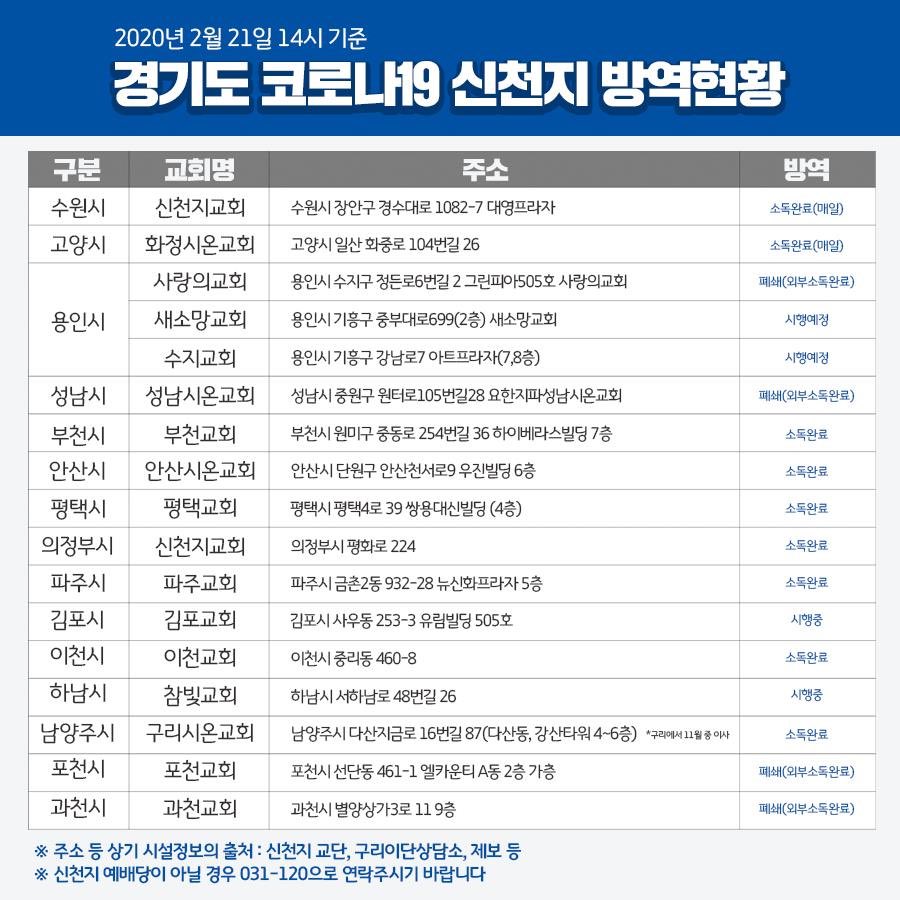 2020년 2월 21일 14시 기준
경기도 코로나19 신천지 방역현황
구분 교회명 주소 방역
수원시 신천지교회 수원시 장안구 경수대로 1082-7 대영프라자 소독완료(매일)
고양시 화정시온교회 고양시 일산 화중로 104번길 26 소독완료(매일)
용인시 사랑의교회 용인시 수지구 정든로6번길 2 그린피아505호 사랑의교회 폐쇄(외부소독완료)
새소망교회 용인시 기흥구 중부대로699(2층) 새소망교회 시행예정
수지교회 용인시 기흥구 강남로7 아트프라자(7,8층) 시행예정
성남시 성남시온교회 성남시 중원구 원터로105번길28 요한지파성남시온교회 폐쇄(외부소독완료)
부천시 부천교회 부천시 원미구 중동로 254번길 36 하이베라스빌딩 7층 소독완료
안산시 안산시온교회 안산시 단원구 안산천서로9 우진빌딩 6층 소독완료
평택시 평택교회 평택시 평택4로 39 쌍용대신빌딩 (4층) 소독완료
의정부시 신천지교회 의정부시 평화로 224 소독완료
파주시 파주교회 파주시 금촌2동 932-28 뉴신화프라자 5층 소독완료
김포시 김포교회 김포시 사우동 253-3 유림빌딩 505호 시행중
이천시 이천교회 이천시 중리동 460-8 소독완료
하남시 참빛교회 하남시 서하남로 48번길 26 시행중
남양주시 구리시온교회 남양주시 다산지금로 16번길 87(다산동, 강산타워 4~6층) *구리에서 11월 중 이사 소독완료
포천시 포천교회 포천시 선단동 461-1 엘카운티 A동 2층 가층 폐쇄(외부소독완료)
과천시 과천교회 과천시 별양상가3로 11 9층 폐쇄(외부소독완료)
※ 주소 등 상기 시설정보의 출처 : 신천지 교단, 구리이단상담소, 제보 등
※ 신천지 예배당이 아닐 경우 031-120으로 연락주시기 바랍니다